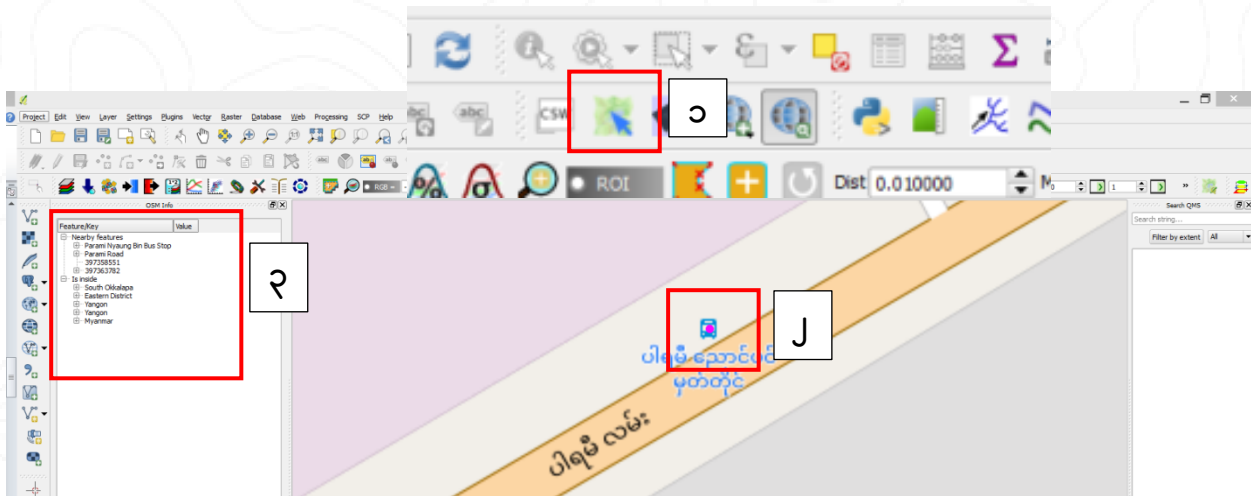 CSW
၁
ROI
Dist 0.010000
Project Edit View Layer Settings Plugins Vector Raster Database Web Processing SCP Help
RGB =
OSM Info
Feature/Key Value
Nearby features
Parami Nyaung Bin Bus Stop
Parami Road
397358551
397363782
Is inside
South Okkalapa
Eastern District
Yangon
Yangon
Myanmar
၃
၂
ပါရမီ ညောင်ပင်
မှတ်တိုင်
ပါရမီ လမ်း
Search QMS
Search string...
Filter by extent All